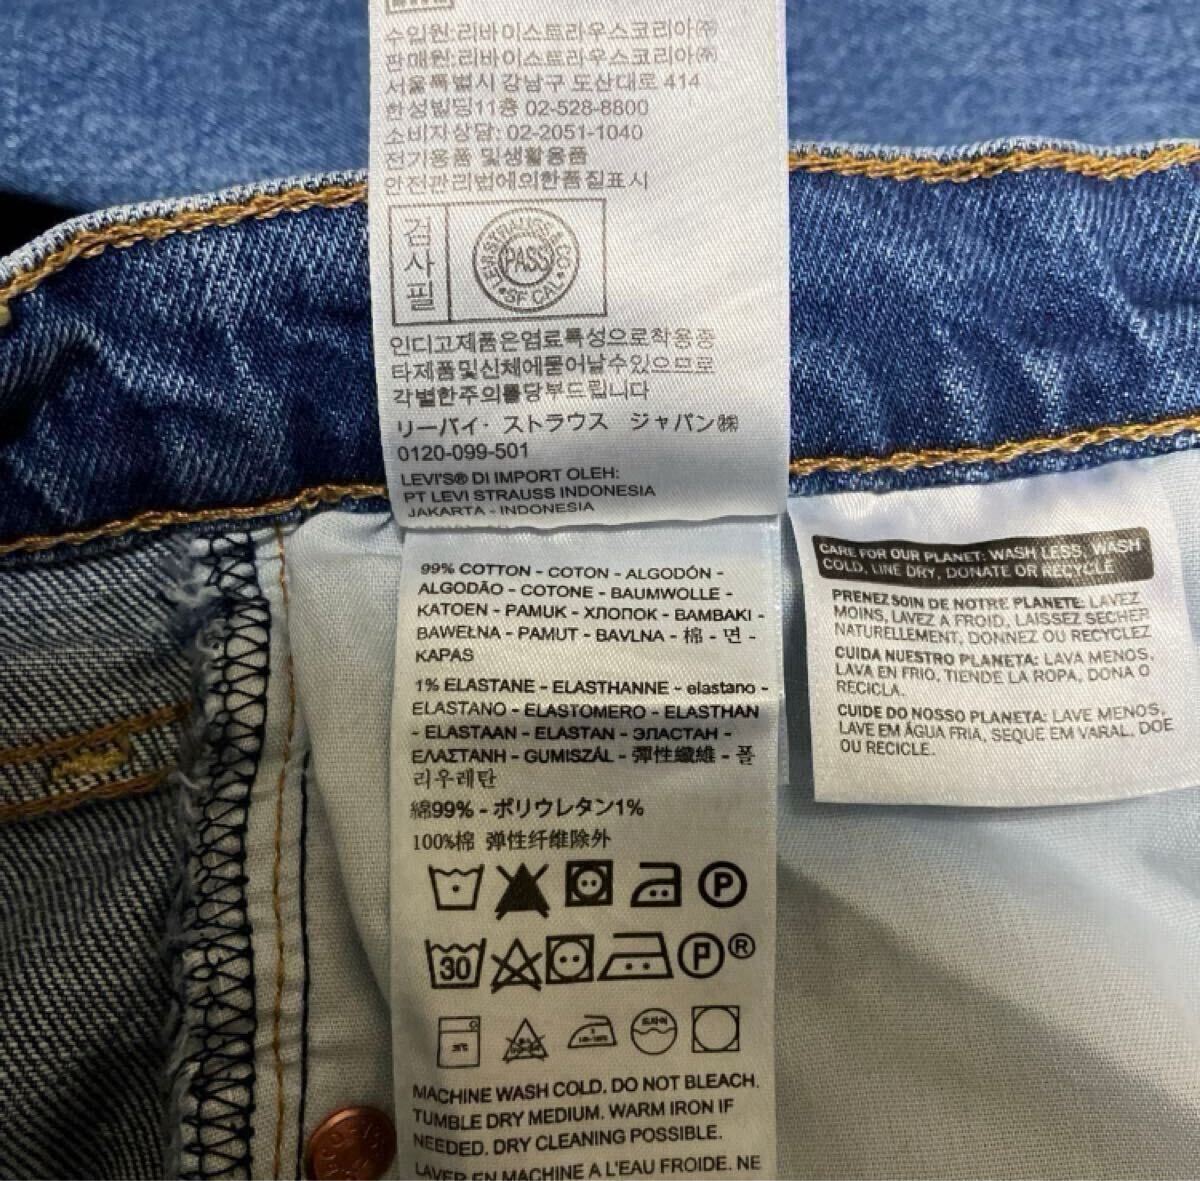 수입원:리바이스트라우스코리아㈜
판매원:리바이스트라우스코리아㈜
서울특별시 강남구 도산대로 414
한성빌딩11층 02-528-8800
소비자상담: 02-2051-1040
전기용품 및생활용품
안전관리법에의한품질표시
검사필
LEVI STRAUSS & CO
PASS
SF CAL
인디고제품은염료특성으로착용중
타제품및신체에묻어날수있으므로
각별한주의를당부드립니다
リーバイ・ストラウス ジャパン㈱
0120-099-501
LEVI'S® DI IMPORT OLEH:
PT LEVI STRAUSS INDONESIA
JAKARTA - INDONESIA
99% COTTON - COTON - ALGODÓN -
ALGODÃO - COTONE - BAUMWOLLE -
KATOEN - PAMUK - ХЛОПОК - BAMBAKI -
BAWEŁNA - PAMUT - BAVLNA - 棉 - 면 -
KAPAS
1% ELASTANE - ELASTHANNE - elastano -
ELASTANO - ELASTOMERO - ELASTHAN
- ELASTAAN - ELASTAN - ЭЛАСТАН -
ΕΛΑΣΤΑΝΗ - GUMISZÁL - 彈性纖維 - 폴
리우레탄
綿99% - ポリウレタン1%
100%棉 弹性纤维除外
P
30 P ®
드라이
MACHINE WASH COLD. DO NOT BLEACH.
TUMBLE DRY MEDIUM. WARM IRON IF
NEEDED. DRY CLEANING POSSIBLE.
LAVER EN MACHINE A L'EAU FROIDE. NE
CARE FOR OUR PLANET: WASH LESS, WASH
COLD, LINE DRY, DONATE OR RECYCLE
PRENEZ SOIN DE NOTRE PLANETE: LAVEZ
MOINS, LAVEZ A FROID, LAISSEZ SECHER
NATURELLEMENT, DONNEZ OU RECYCLEZ
CUIDA NUESTRO PLANETA: LAVA MENOS,
LAVA EN FRIO, TIENDE LA ROPA, DONA O
RECICLA.
CUIDE DO NOSSO PLANETA: LAVE MENOS,
LAVE EM ÁGUA FRIA, SEQUE EM VARAL, DOE
OU RECICLE.